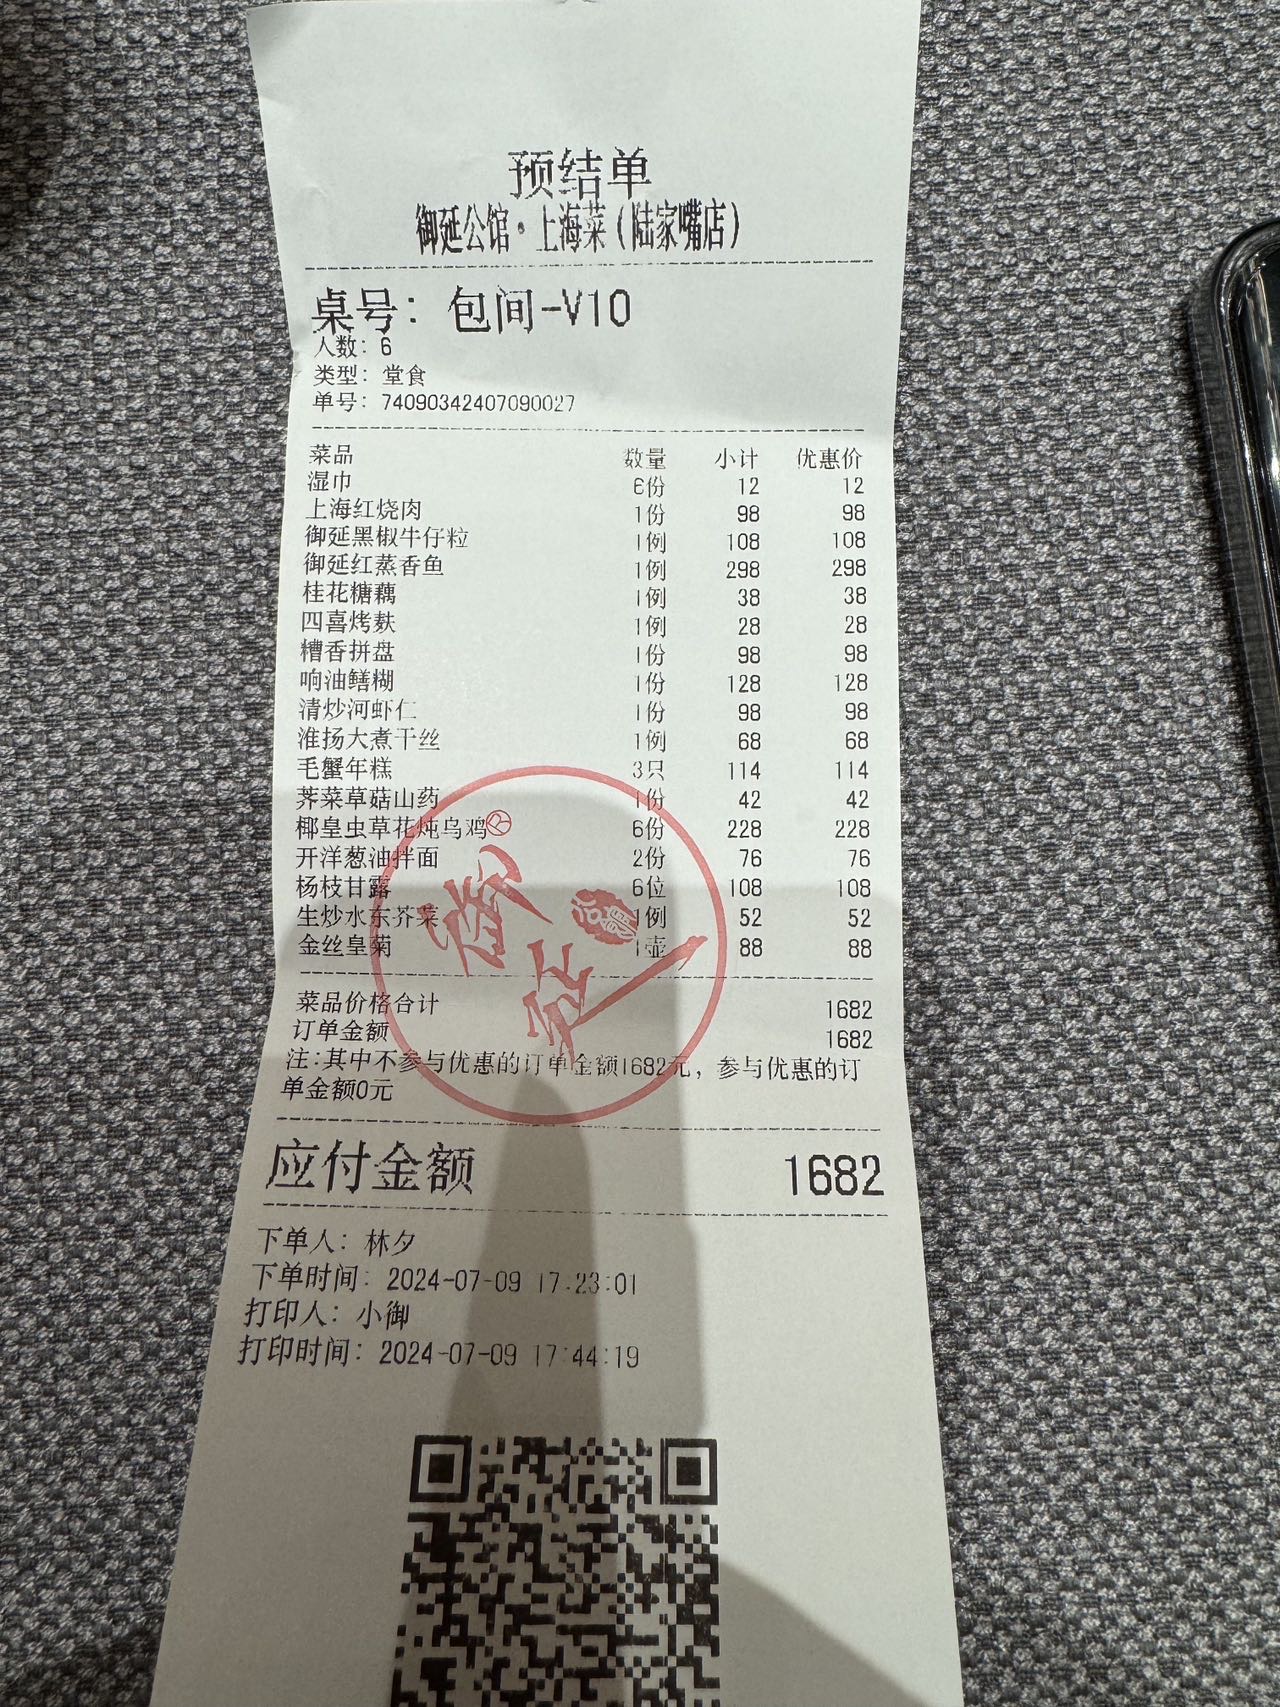 预结单
御延公馆·上海菜(陆家嘴店)
桌号: 包间-V10
人数: 6
类型: 堂食
单号: 74090342407090027
菜品 数量 小计 优惠价
湿巾 6份 12 12
上海红烧肉 1份 98 98
御延黑椒牛仔粒 1例 108 108
御延红蒸香鱼 1例 298 298
桂花糖藕 1例 38 38
四喜烤麸 1例 28 28
糟香拼盘 1份 98 98
响油鳝糊 1份 128 128
清炒河虾仁 1份 98 98
淮扬大煮干丝 1例 68 68
毛蟹年糕 3只 114 114
荠菜草菇山药 1份 42 42
椰皇虫草花炖乌鸡 6份 228 228
开洋葱油拌面 2份 76 76
杨枝甘露 6位 108 108
生炒水东芥菜 1例 52 52
金丝皇菊 1壶 88 88
菜品价格合计 1682
订单金额 1682
注:其中不参与优惠的订单金额1682元, 参与优惠的订
单金额0元
应付金额 1682
下单人: 林夕
下单时间: 2024-07-09 17:23:01
打印人: 小御
打印时间: 2024-07-09 17:44:19